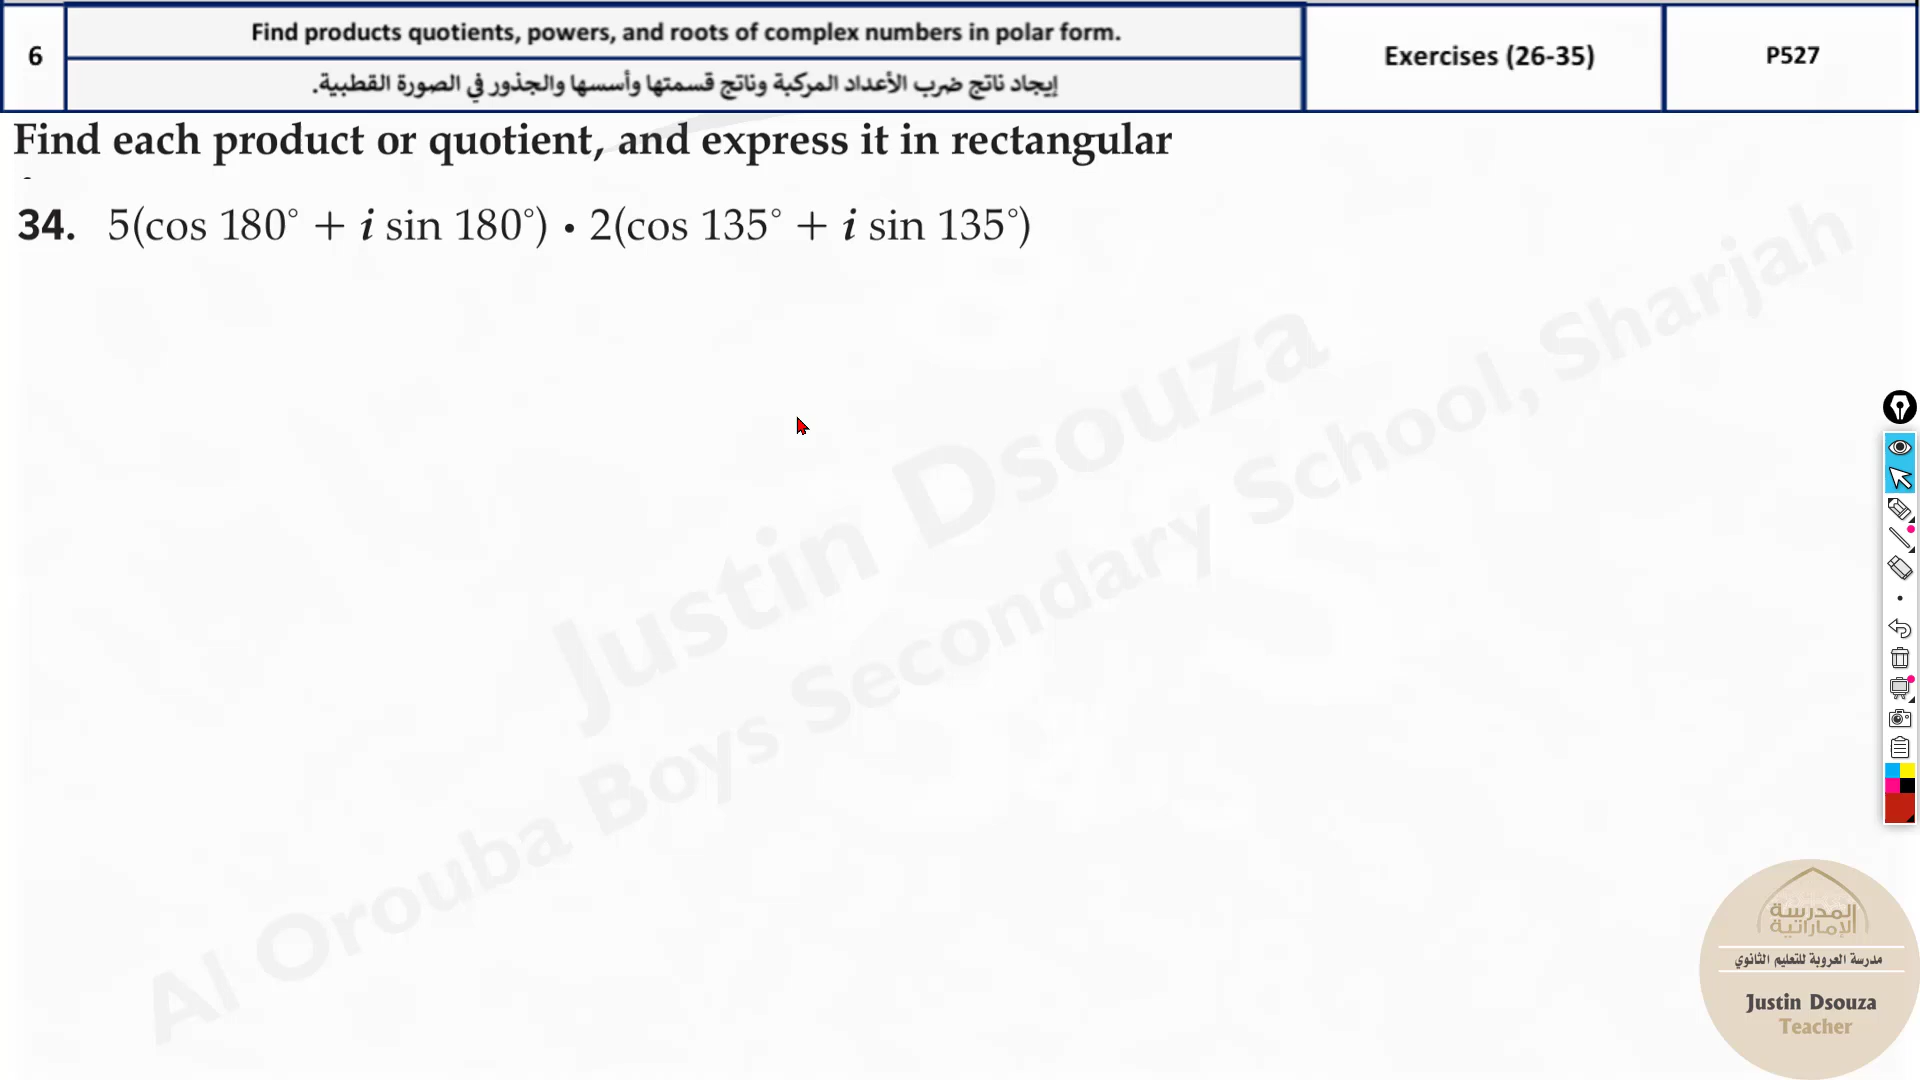 6
Find products quotients, powers, and roots of complex numbers in polar form.
إيجاد ناتج ضرب الأعداد المركبة وناتج قسمتها وأسسها والجذور في الصورة القطبية.
Exercises (26-35)
P527
Find each product or quotient, and express it in rectangular
34. 5(cos 180° + i sin 180°) • 2(cos 135° + i sin 135°)
Justin Dsouza
Al Orouba Boys Secondary School, Sharjah
المدرسة
الإماراتية
مدرسة العروبة للتعليم الثانوي
Justin Dsouza
Teacher